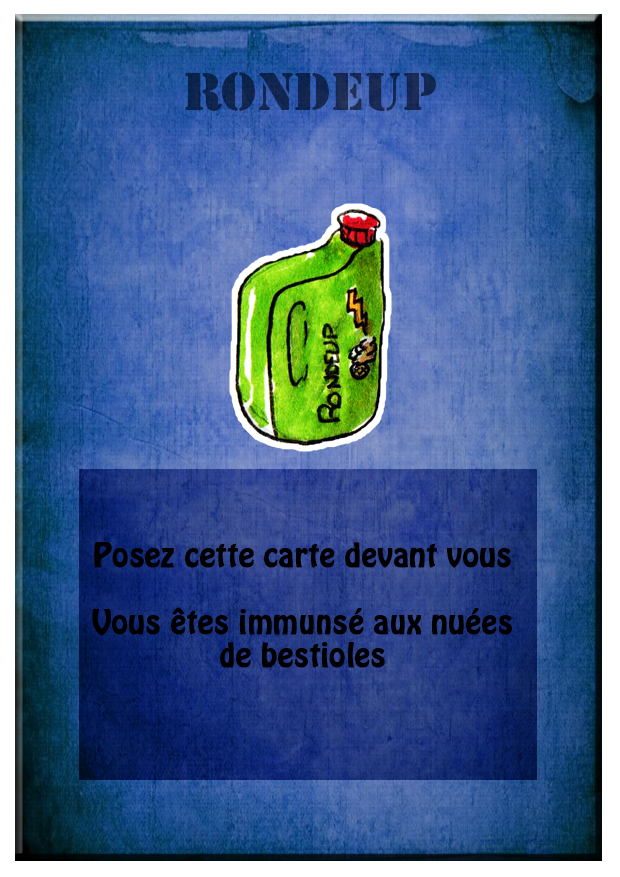 RONDEUP
RONDEUP
Posez cette carte devant vous
Vous êtes immunsé aux nuées
de bestioles